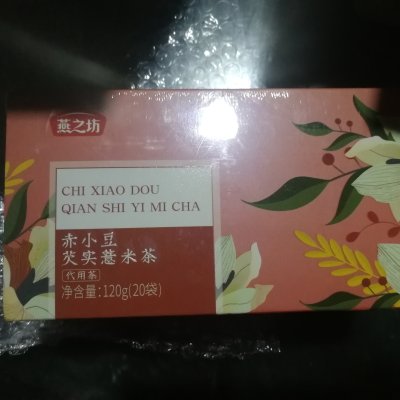 燕之坊
CHI XIAO DOU
QIAN SHI YI MI CHA
赤小豆
芡实薏米茶
代用茶
净含量:120g(20袋)